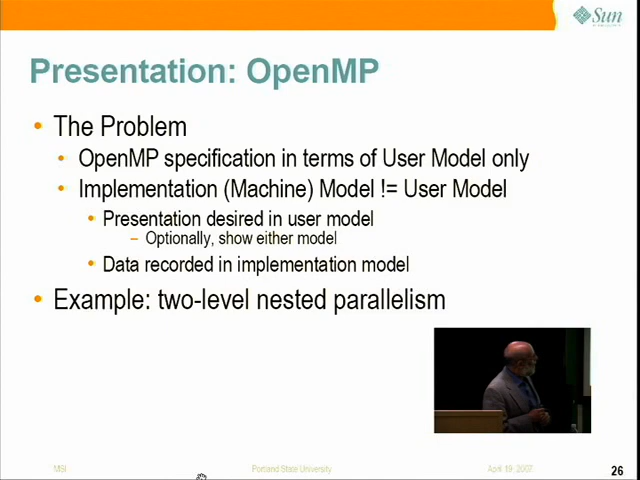 Sun
Presentation: OpenMP
• The Problem
• OpenMP specification in terms of User Model only
• Implementation (Machine) Model != User Model
• Presentation desired in user model
– Optionally, show either model
• Data recorded in implementation model
• Example: two-level nested parallelism
MSI
Portland State University
April 19, 2007
26